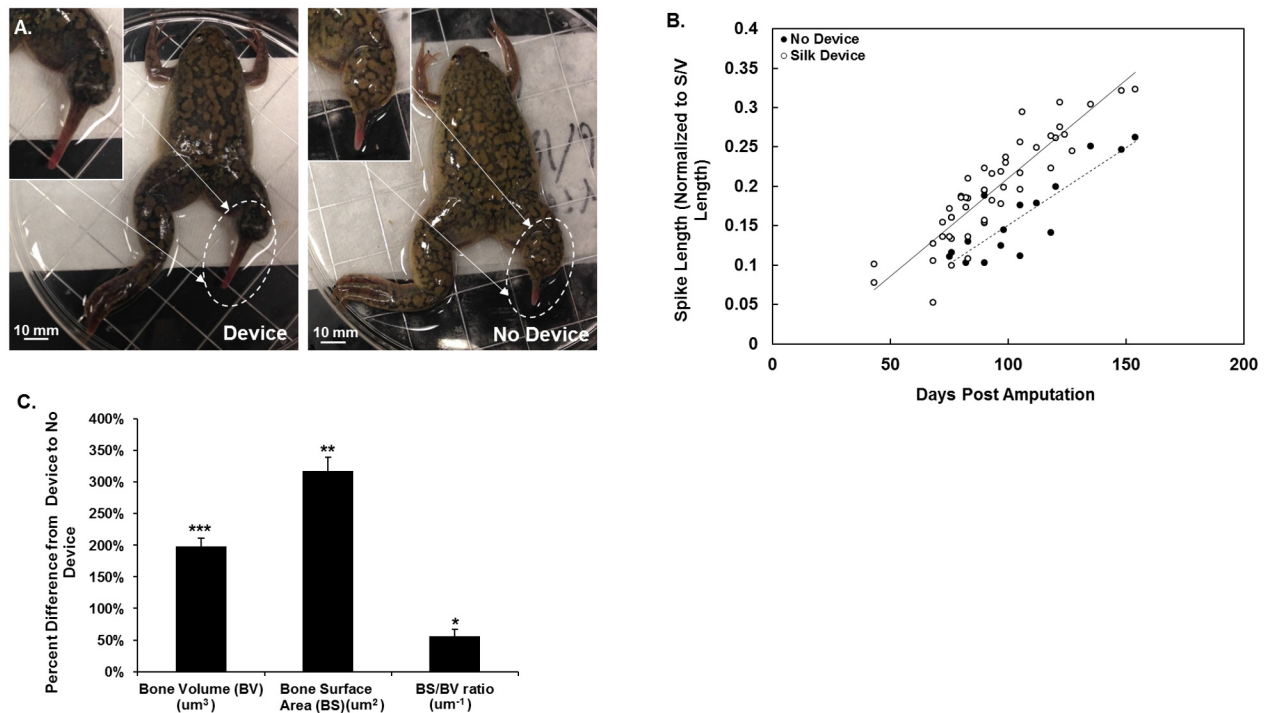 A.
10 mm
Device
10 mm
No Device
B.
Spike Length (Normalized to S/V
Length)
0.4
0.35
0.3
0.25
0.2
0.15
0.1
0.05
0
No Device
Silk Device
0
50
100
150
200
Days Post Amputation
C.
Percent Difference from Device to No
Device
400%
350%
300%
250%
200%
150%
100%
50%
0%
***
**
*
Bone Volume (BV)
(um³)
Bone Surface
Area (BS)(um²)
BS/BV ratio
(um⁻¹)